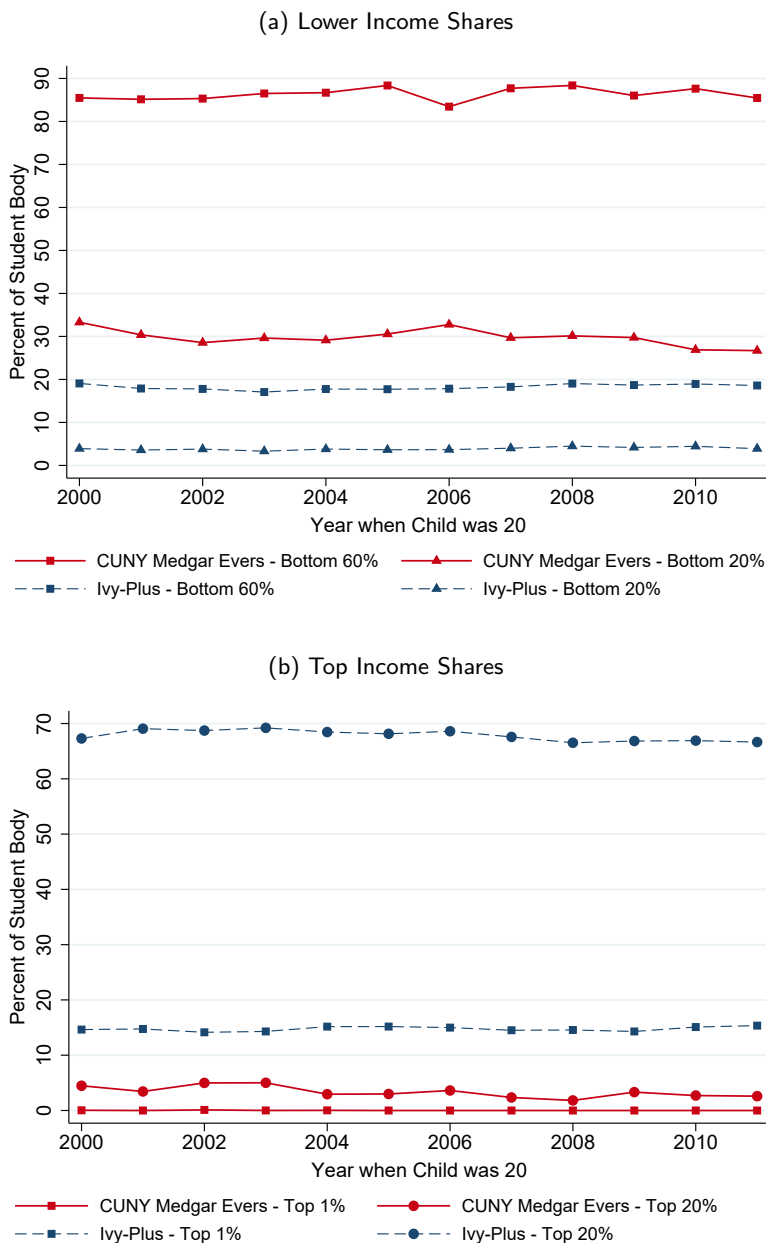 (a) Lower Income Shares
Percent of Student Body
90
80
70
60
50
40
30
20
10
0
2000 2002 2004 2006 2008 2010
Year when Child was 20
CUNY Medgar Evers - Bottom 60% CUNY Medgar Evers - Bottom 20%
Ivy-Plus - Bottom 60% Ivy-Plus - Bottom 20%
(b) Top Income Shares
Percent of Student Body
70
60
50
40
30
20
10
0
2000 2002 2004 2006 2008 2010
Year when Child was 20
CUNY Medgar Evers - Top 1% CUNY Medgar Evers - Top 20%
Ivy-Plus - Top 1% Ivy-Plus - Top 20%